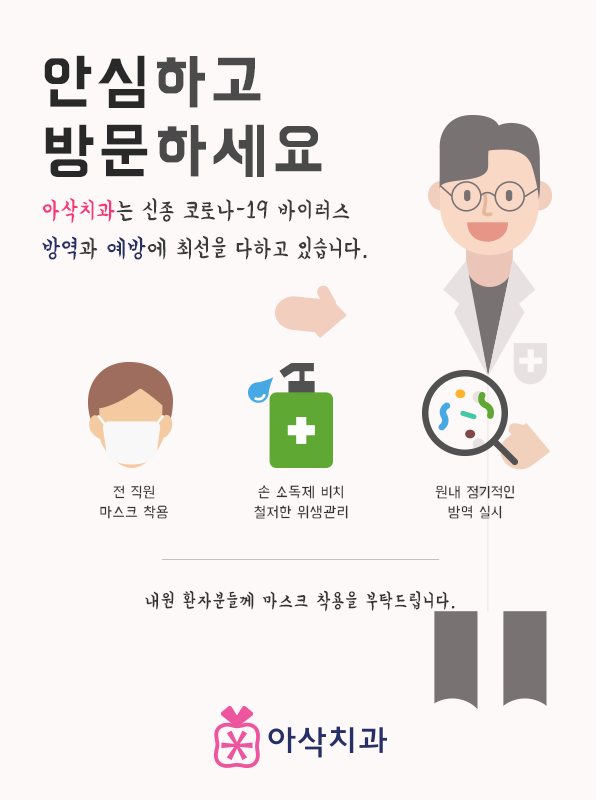 안심하고
방문하세요
아삭치과는 신종 코로나-19 바이러스
방역과 예방에 최선을 다하고 있습니다.
전 직원
마스크 착용
손 소독제 비치
철저한 위생관리
원내 정기적인
방역 실시
내원 환자분들께 마스크 착용을 부탁드립니다.
아삭치과